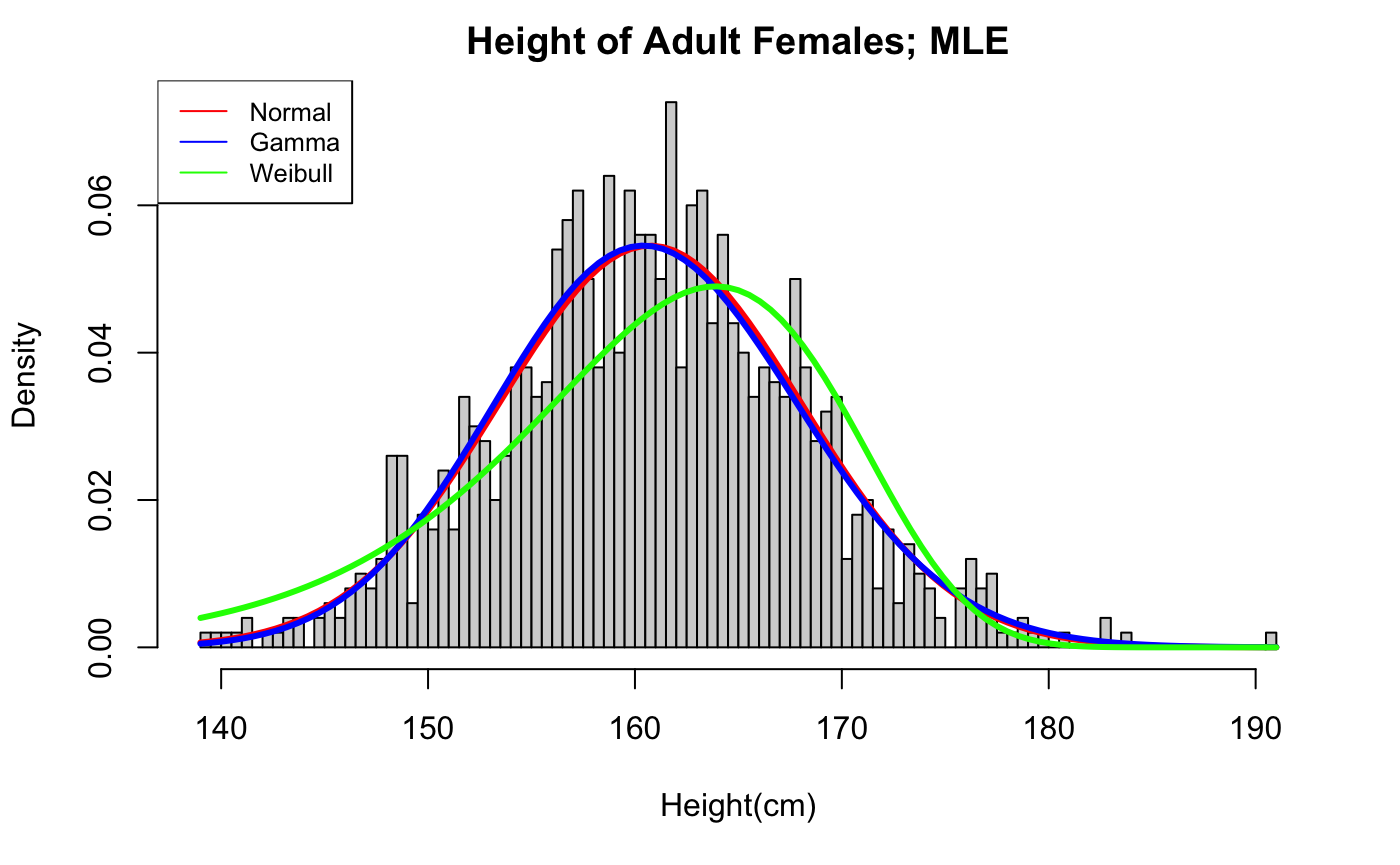 Height of Adult Females; MLE
Normal
Gamma
Weibull
Density
0.06
0.04
0.02
0.00
140 150 160 170 180 190
Height(cm)